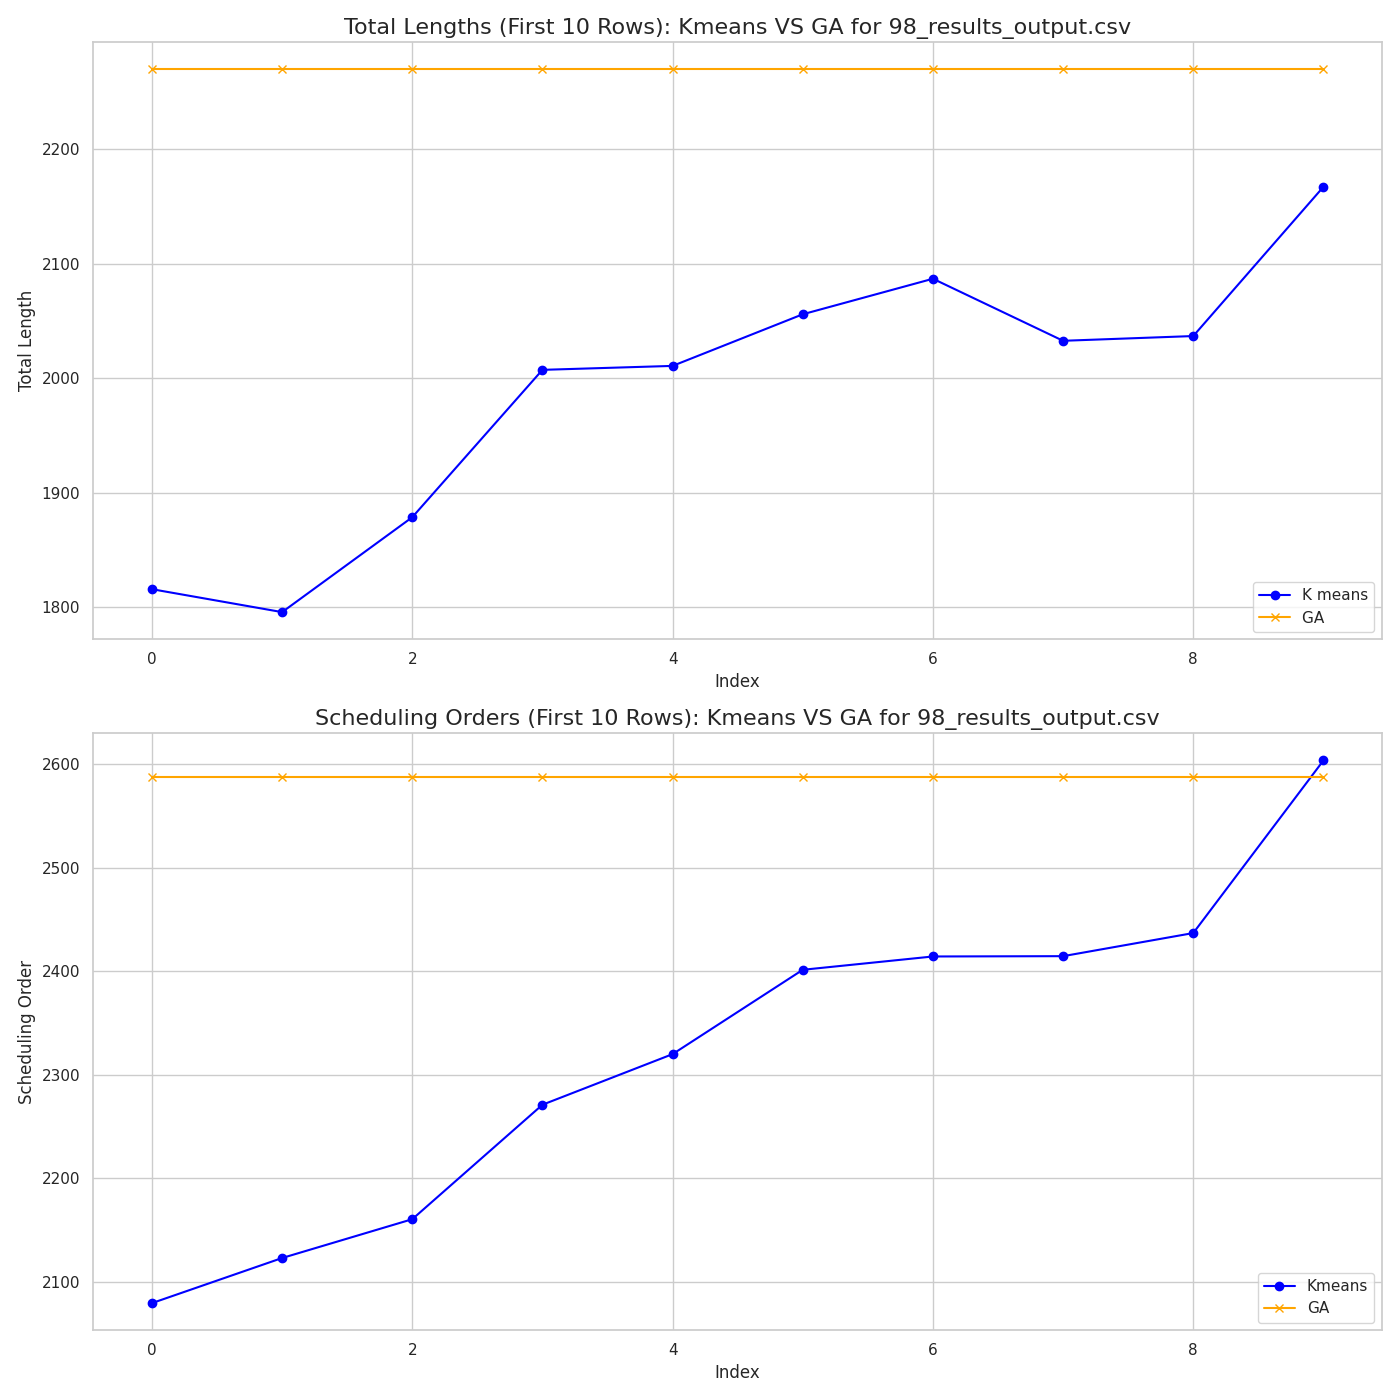 Total Lengths (First 10 Rows): Kmeans VS GA for 98_results_output.csv
Total Length
2200
2100
2000
1900
1800
K means
GA
0 2 4 6 8
Index
Scheduling Orders (First 10 Rows): Kmeans VS GA for 98_results_output.csv
Scheduling Order
2600
2500
2400
2300
2200
2100
Kmeans
GA
0 2 4 6 8
Index